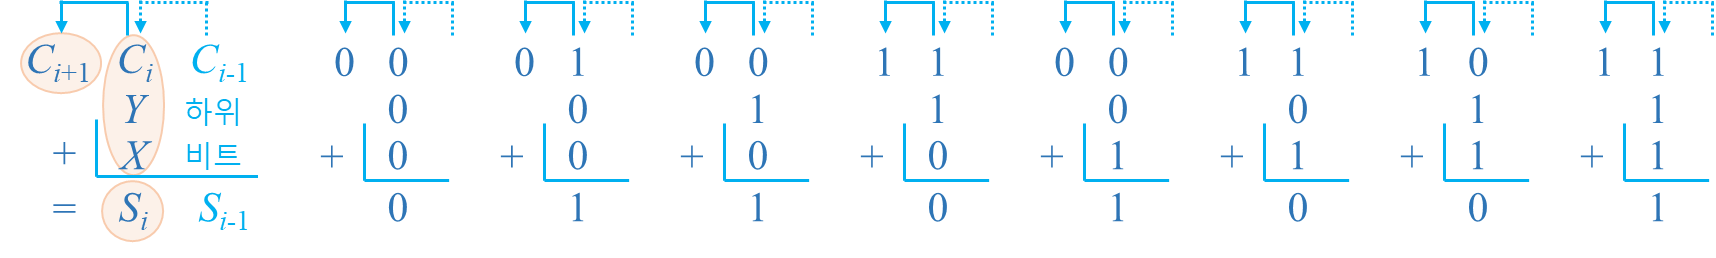 C_{i+1} C_i C_{i-1} 0 0 0 1 0 0 1 1 0 0 1 1 1 0 1 1
Y 하위 0 0 1 1 0 0 1 1
+ X 비트 + 0 + 0 + 0 + 0 + 1 + 1 + 1 + 1
= S_i S_{i-1} 0 1 1 0 1 0 0 1